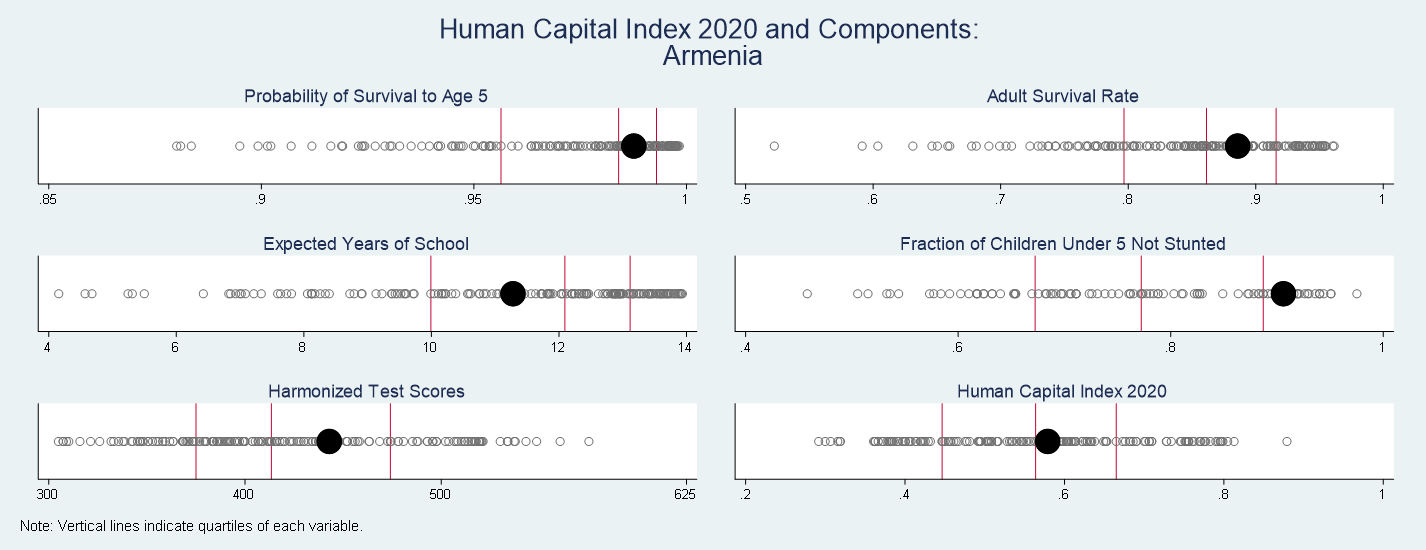 Human Capital Index 2020 and Components:
Armenia
Probability of Survival to Age 5
.85 .9 .95 1
Adult Survival Rate
.5 .6 .7 .8 .9 1
Expected Years of School
4 6 8 10 12 14
Fraction of Children Under 5 Not Stunted
.4 .6 .8 1
Harmonized Test Scores
300 400 500 625
Human Capital Index 2020
.2 .4 .6 .8 1
Note: Vertical lines indicate quartiles of each variable.